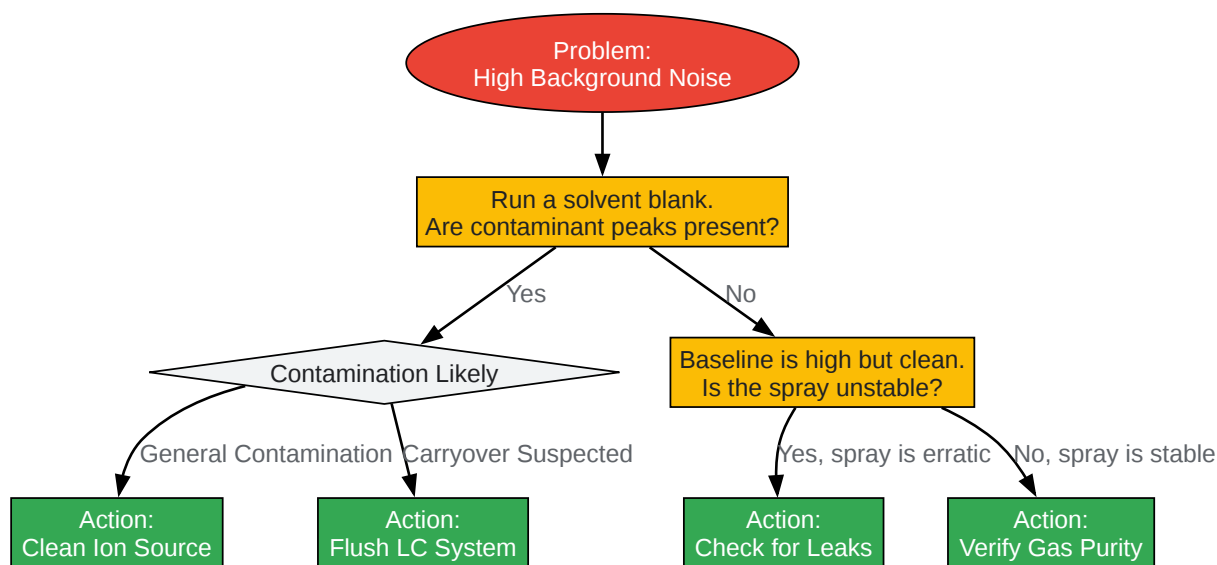 Problem:
High Background Noise
Run a solvent blank.
Are contaminant peaks present?
Yes
No
Contamination Likely
Baseline is high but clean.
Is the spray unstable?
General Contamination
Carryover Suspected
Yes, spray is erratic
No, spray is stable
Action:
Clean Ion Source
Action:
Flush LC System
Action:
Check for Leaks
Action:
Verify Gas Purity